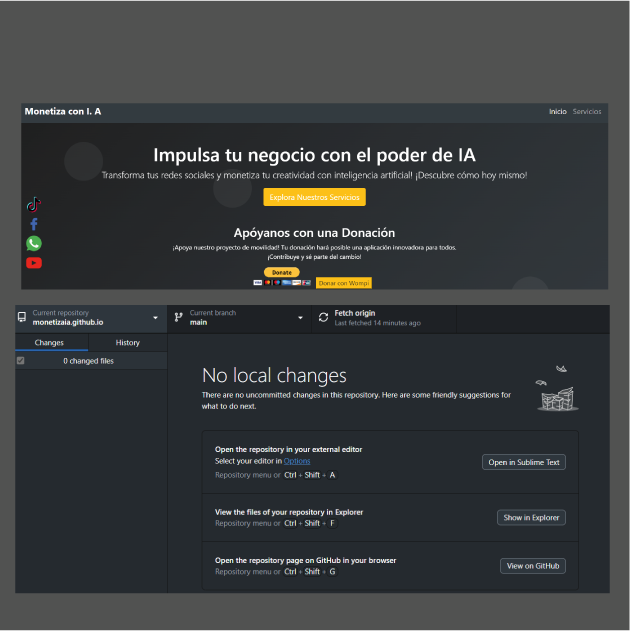 Monetiza con I. A
Inicio Servicios
Impulsa tu negocio con el poder de IA
Transforma tus redes sociales y monetiza tu creatividad con inteligencia artificial! ¡Descubre cómo hoy mismo!
Explora Nuestros Servicios
Apóyanos con una Donación
¡Apoye nuestro proyecto de movilidad! Tu donación hará posible una aplicación innovadora para todos.
¡Contribuye y sé parte del cambio!
Donate
Donar con Wompi
Current repository
monetizaia.github.io
Current branch
main
Fetch origin
Last fetched 14 minutes ago
Changes History
0 changed files
No local changes
There are no uncommitted changes in this repository. Here are some friendly suggestions for
what to do next.
Open the repository in your external editor
Select your editor in Options
Repository menu or Ctrl + Shift + A
Open in Sublime Text
View the files of your repository in Explorer
Repository menu or Ctrl + Shift + F
Show in Explorer
Open the repository page on GitHub in your browser
Repository menu or Ctrl + Shift + G
View on GitHub